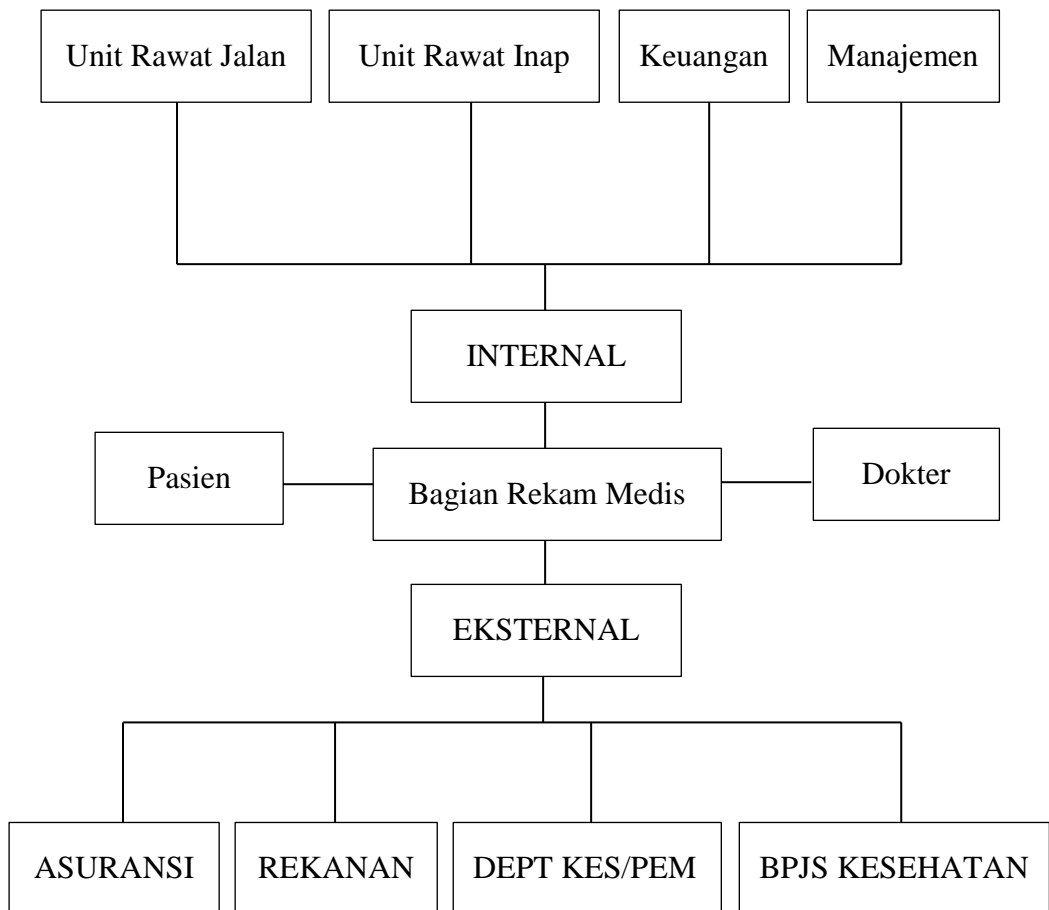 Unit Rawat Jalan
Unit Rawat Inap
Keuangan
Manajemen
INTERNAL
Pasien
Bagian Rekam Medis
Dokter
EKSTERNAL
ASURANSI
REKANAN
DEPT KES/PEM
BPJS KESEHATAN